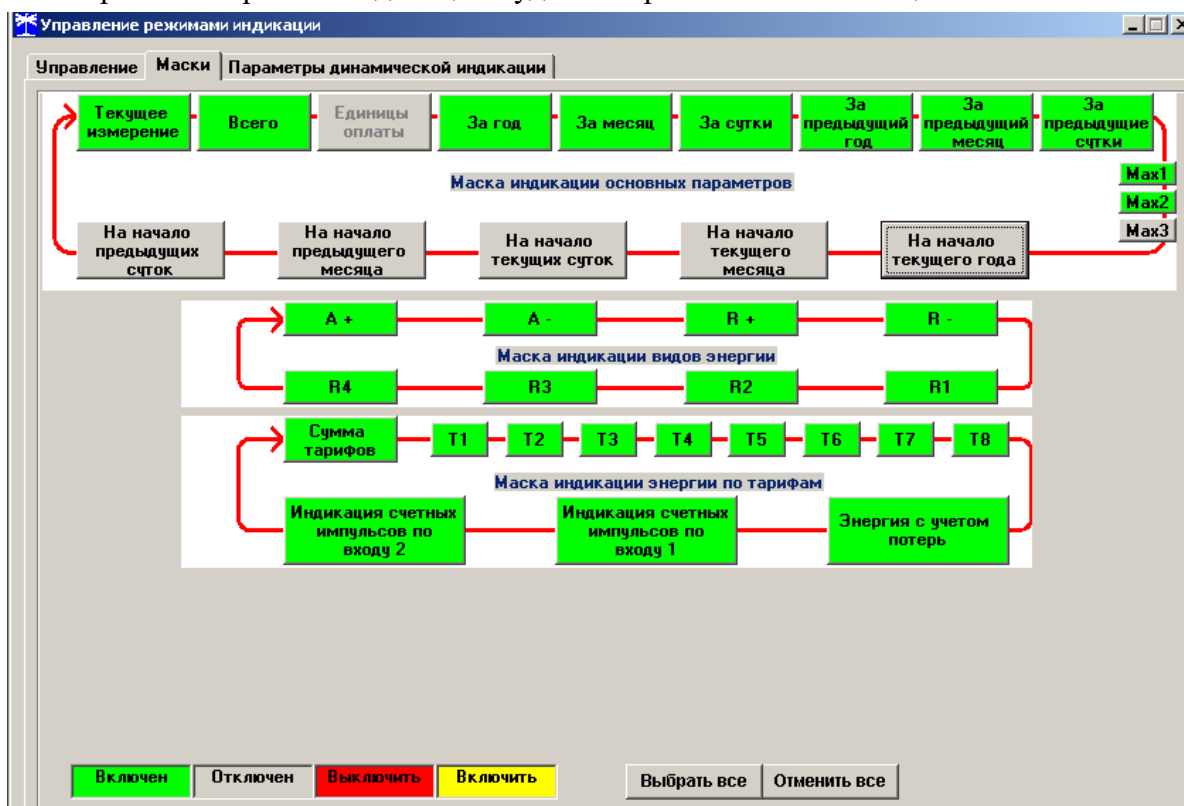 Управление режимами индикации
Управление Маски Параметры динамической индикации
Текущее измерение
Всего
Единицы оплаты
За год
За месяц
За сутки
За предыдущий год
За предыдущий месяц
За предыдущие сутки
Max1
Max2
Max3
Маска индикации основных параметров
На начало предыдущих суток
На начало предыдущего месяца
На начало текущих суток
На начало текущего месяца
На начало текущего года
A +
A -
R +
R -
Маска индикации видов энергии
R4
R3
R2
R1
Сумма тарифов
T1
T2
T3
T4
T5
T6
T7
T8
Маска индикации энергии по тарифам
Индикация счетных импульсов по входу 2
Индикация счетных импульсов по входу 1
Энергия с учетом потерь
Включен Отключен Выключить Включить Выбрать все Отменить все